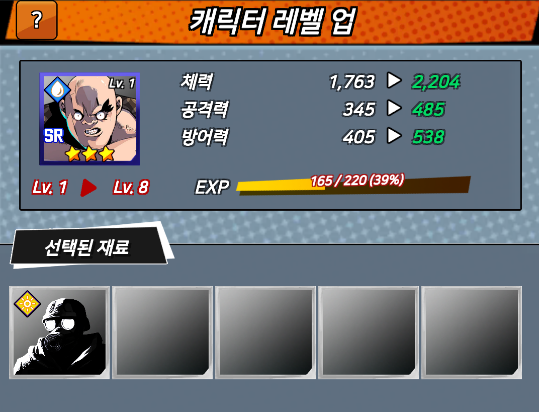 ?
캐릭터 레벨 업
Lv. 1
SR
체력 1,763 2,204
공격력 345 485
방어력 405 538
Lv. 1 Lv. 8 EXP 165 / 220 (39%)
선택된 재료